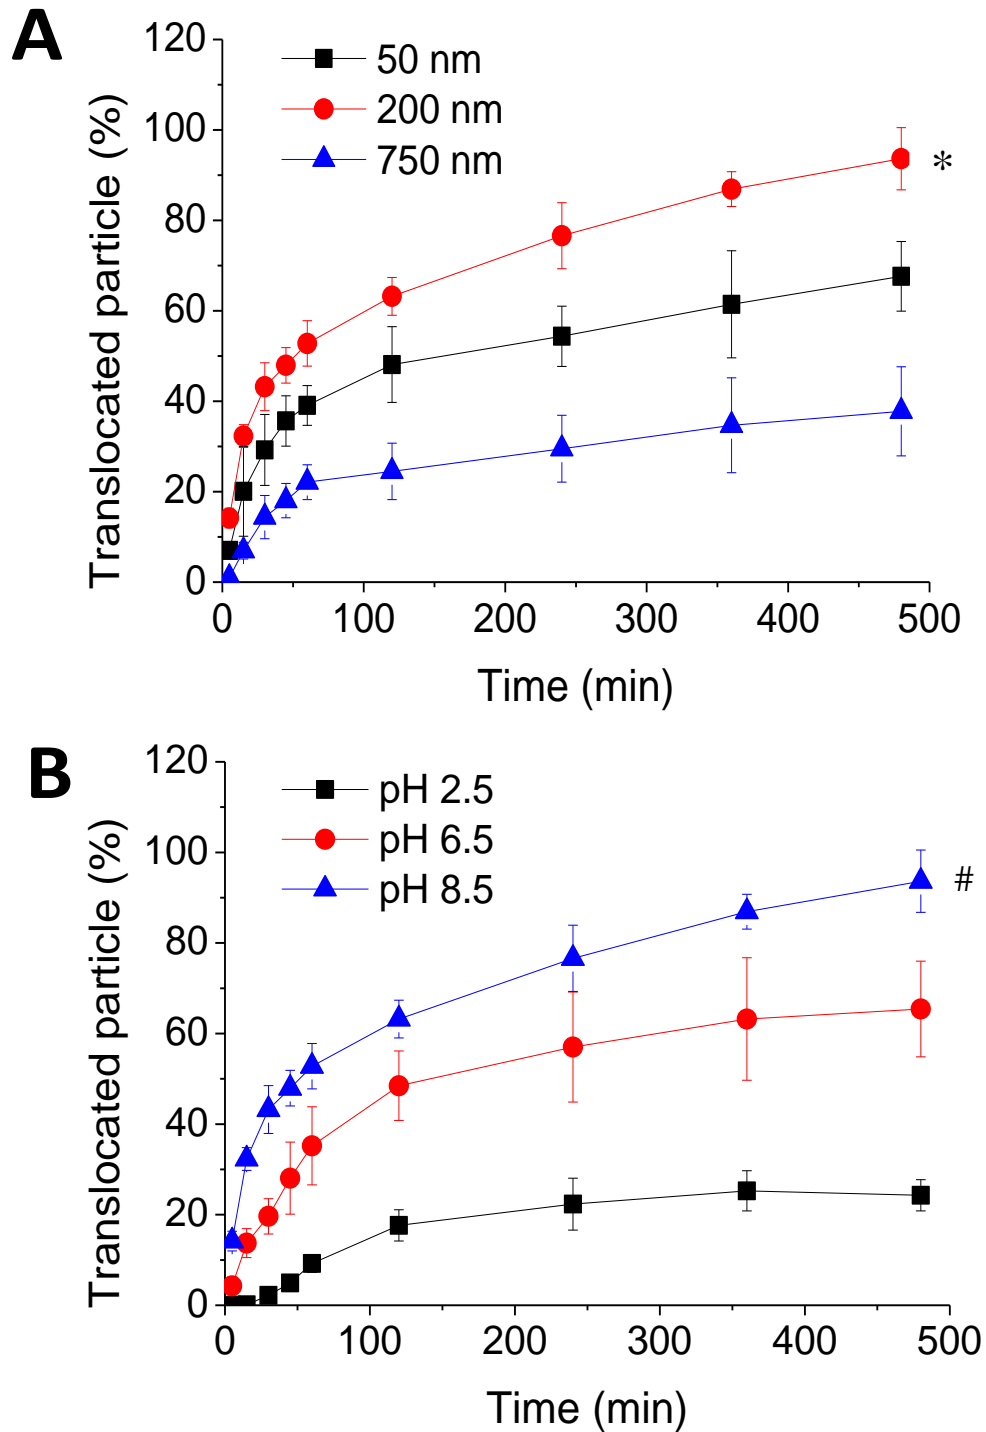 A
50 nm
200 nm
750 nm
Translocated particle (%)
120
100
80
60
40
20
0
*
0 100 200 300 400 500
Time (min)
B
pH 2.5
pH 6.5
pH 8.5
Translocated particle (%)
120
100
80
60
40
20
0
#
0 100 200 300 400 500
Time (min)